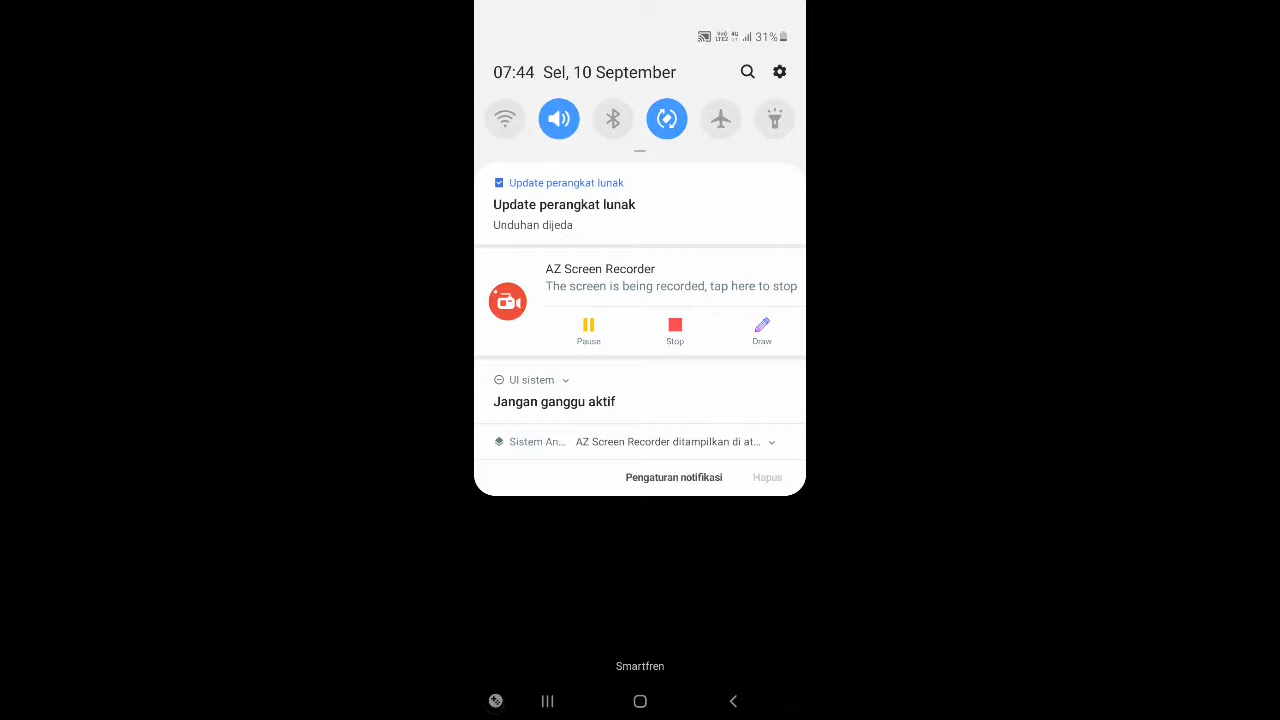 VoLTE2 4G 31%
07:44 Sel, 10 September
Update perangkat lunak
Update perangkat lunak
Unduhan dijeda
AZ Screen Recorder
The screen is being recorded, tap here to stop
Pause Stop Draw
UI sistem
Jangan ganggu aktif
Sistem An... AZ Screen Recorder ditampilkan di at...
Pengaturan notifikasi Hapus
Smartfren